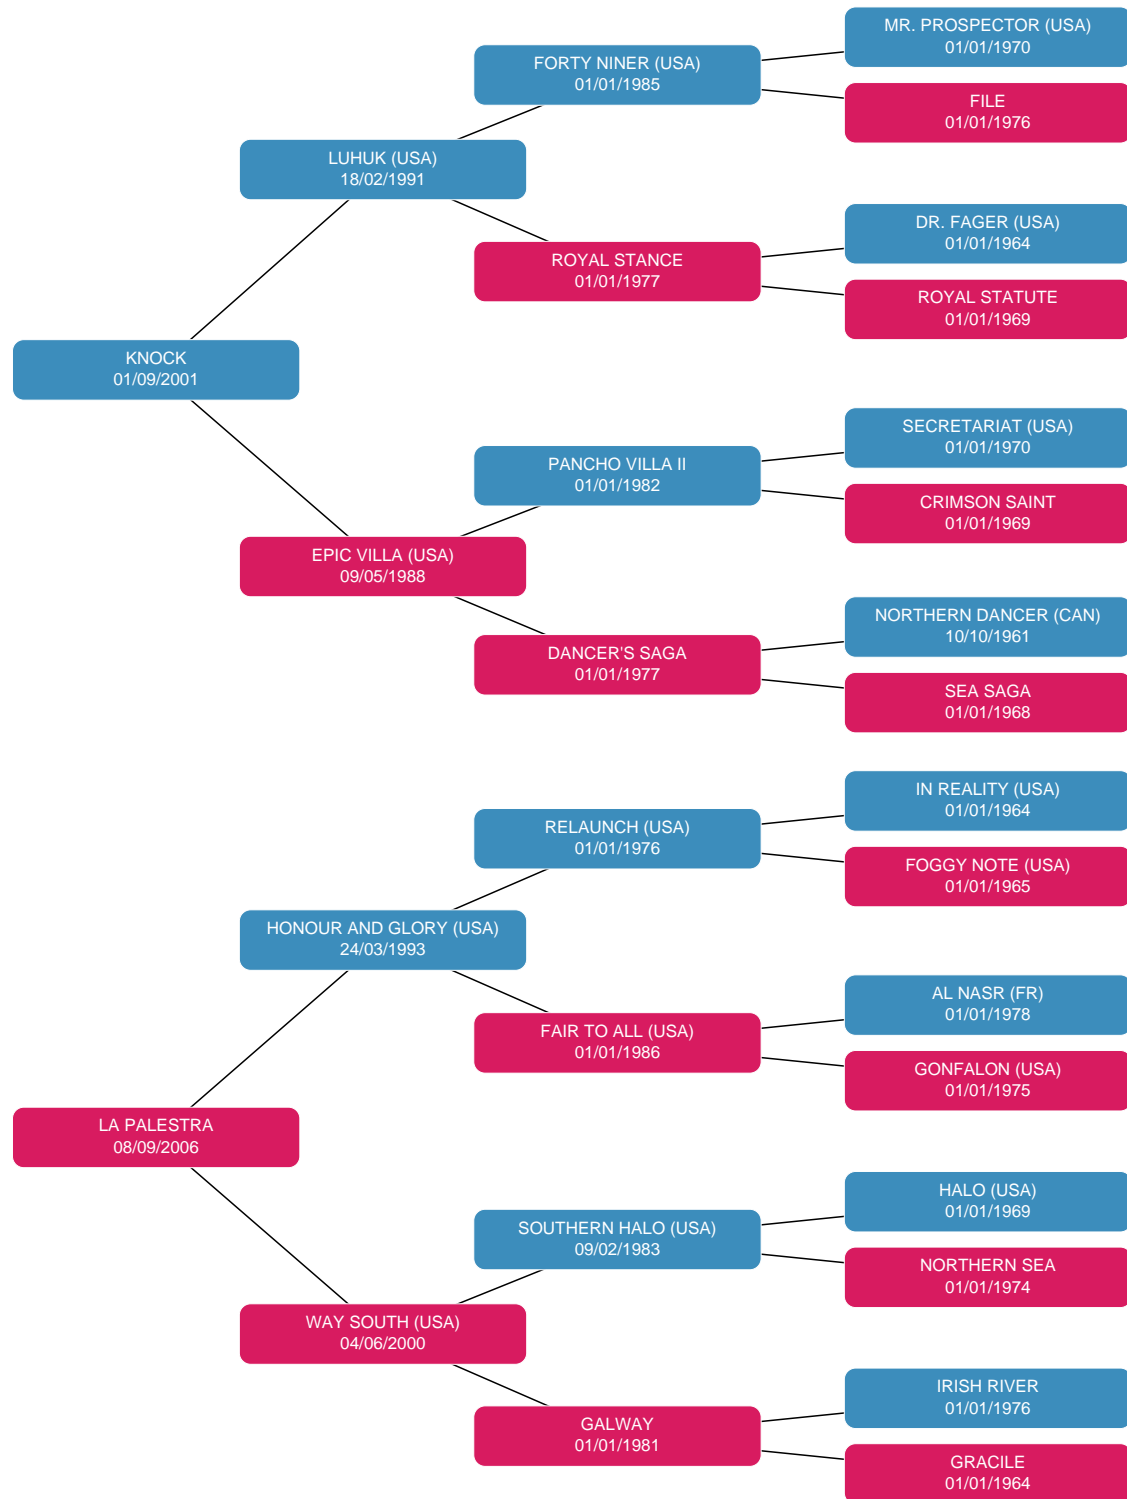 MR. PROSPECTOR (USA)
01/01/1970
FORTY NINER (USA)
01/01/1985
FILE
01/01/1976
LUHUK (USA)
18/02/1991
DR. FAGER (USA)
01/01/1964
ROYAL STANCE
01/01/1977
ROYAL STATUTE
01/01/1969
KNOCK
01/09/2001
SECRETARIAT (USA)
01/01/1970
PANCHO VILLA II
01/01/1982
CRIMSON SAINT
01/01/1969
EPIC VILLA (USA)
09/05/1988
NORTHERN DANCER (CAN)
10/10/1961
DANCER'S SAGA
01/01/1977
SEA SAGA
01/01/1968
IN REALITY (USA)
01/01/1964
RELAUNCH (USA)
01/01/1976
FOGGY NOTE (USA)
01/01/1965
HONOUR AND GLORY (USA)
24/03/1993
AL NASR (FR)
01/01/1978
FAIR TO ALL (USA)
01/01/1986
GONFALON (USA)
01/01/1975
LA PALESTRA
08/09/2006
HALO (USA)
01/01/1969
SOUTHERN HALO (USA)
09/02/1983
NORTHERN SEA
01/01/1974
WAY SOUTH (USA)
04/06/2000
IRISH RIVER
01/01/1976
GALWAY
01/01/1981
GRACILE
01/01/1964